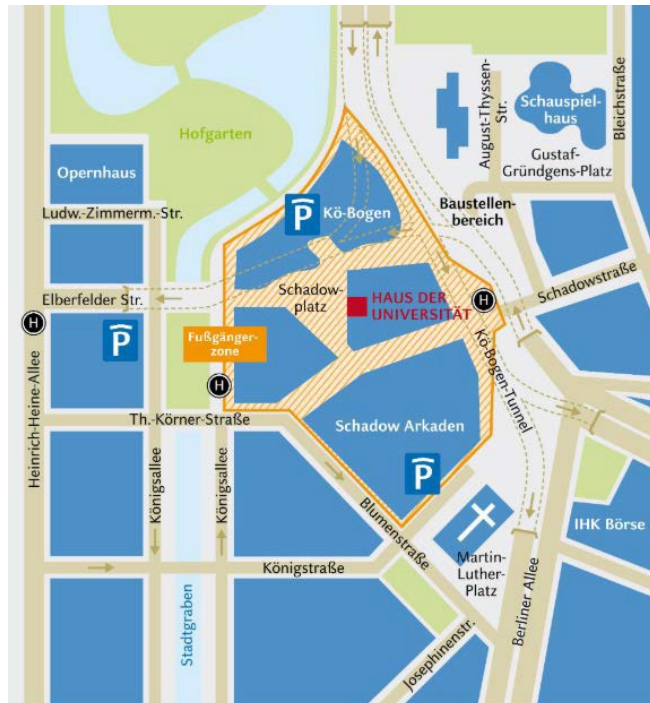 Hofgarten
Opernhaus
Ludw.-Zimmerm.-Str.
Elberfelder Str.
H
P
Heinrich-Heine-Allee
Fußgänger-
zone
H
Th.-Körner-Straße
Königsallee
Königsallee
Königstraße
Stadtgraben
P
Kö-Bogen
Schadow-
platz
HAUS DER
UNIVERSITÄT
H
Schadow Arkaden
P
Blumenstraße
Josephinenstr.
Martin-
Luther-
Platz
Berliner Allee
IHK Börse
Kö-Bogen-Tunnel
Schadowstraße
Baustellen-
bereich
August-Thyssen-
Str.
Schauspiel-
haus
Gustaf-
Gründgens-Platz
Bleichstraße